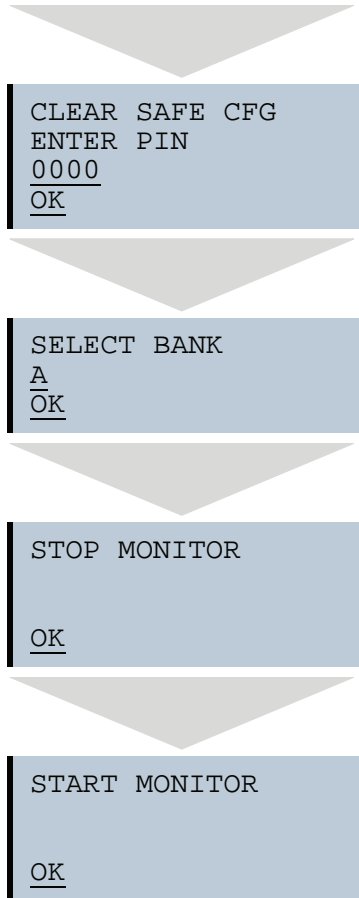 CLEAR SAFE CFG
ENTER PIN
0000
OK
SELECT BANK
A
OK
STOP MONITOR
OK
START MONITOR
OK